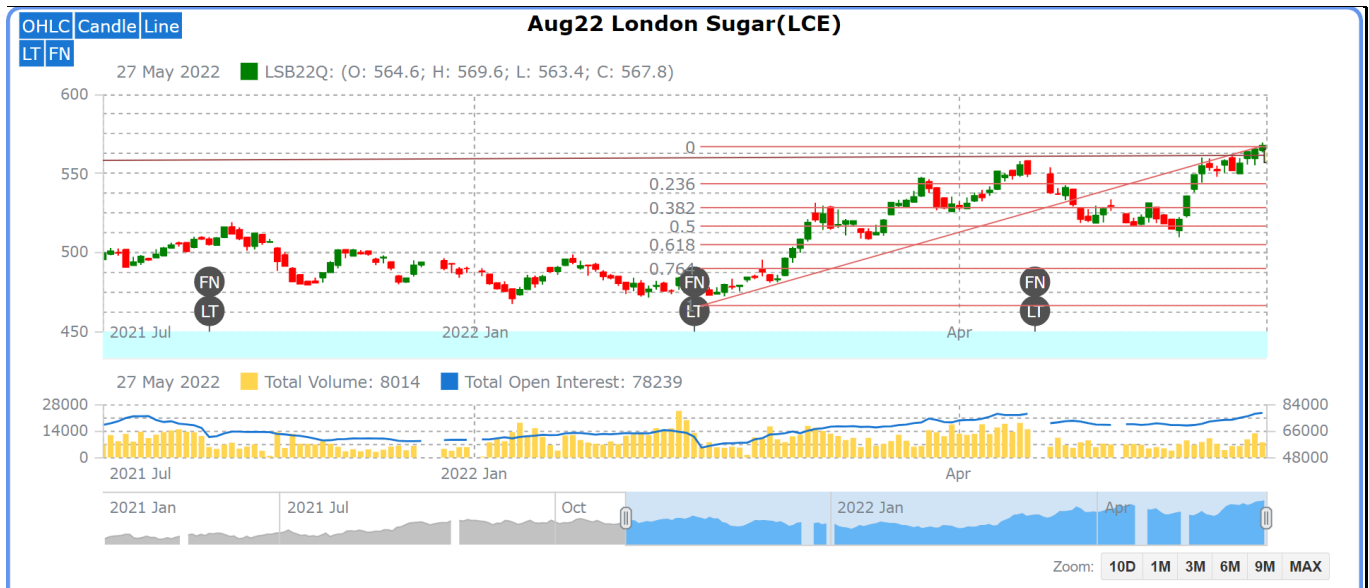 Aug22 London Sugar(LCE)
OHLC Candle Line
LT FN
27 May 2022 LSB22Q: (O: 564.6; H: 569.6; L: 563.4; C: 567.8)
600
0
550
0.236
0.382
0.5
500
0.618
0.764
FN FN FN
LT LT LT
450
2021 Jul 2022 Jan Apr
27 May 2022 Total Volume: 8014 Total Open Interest: 78239
28000 84000
14000 66000
0 48000
2021 Jul 2022 Jan Apr
2021 Jan 2021 Jul Oct 2022 Jan Apr
Zoom: 10D 1M 3M 6M 9M MAX